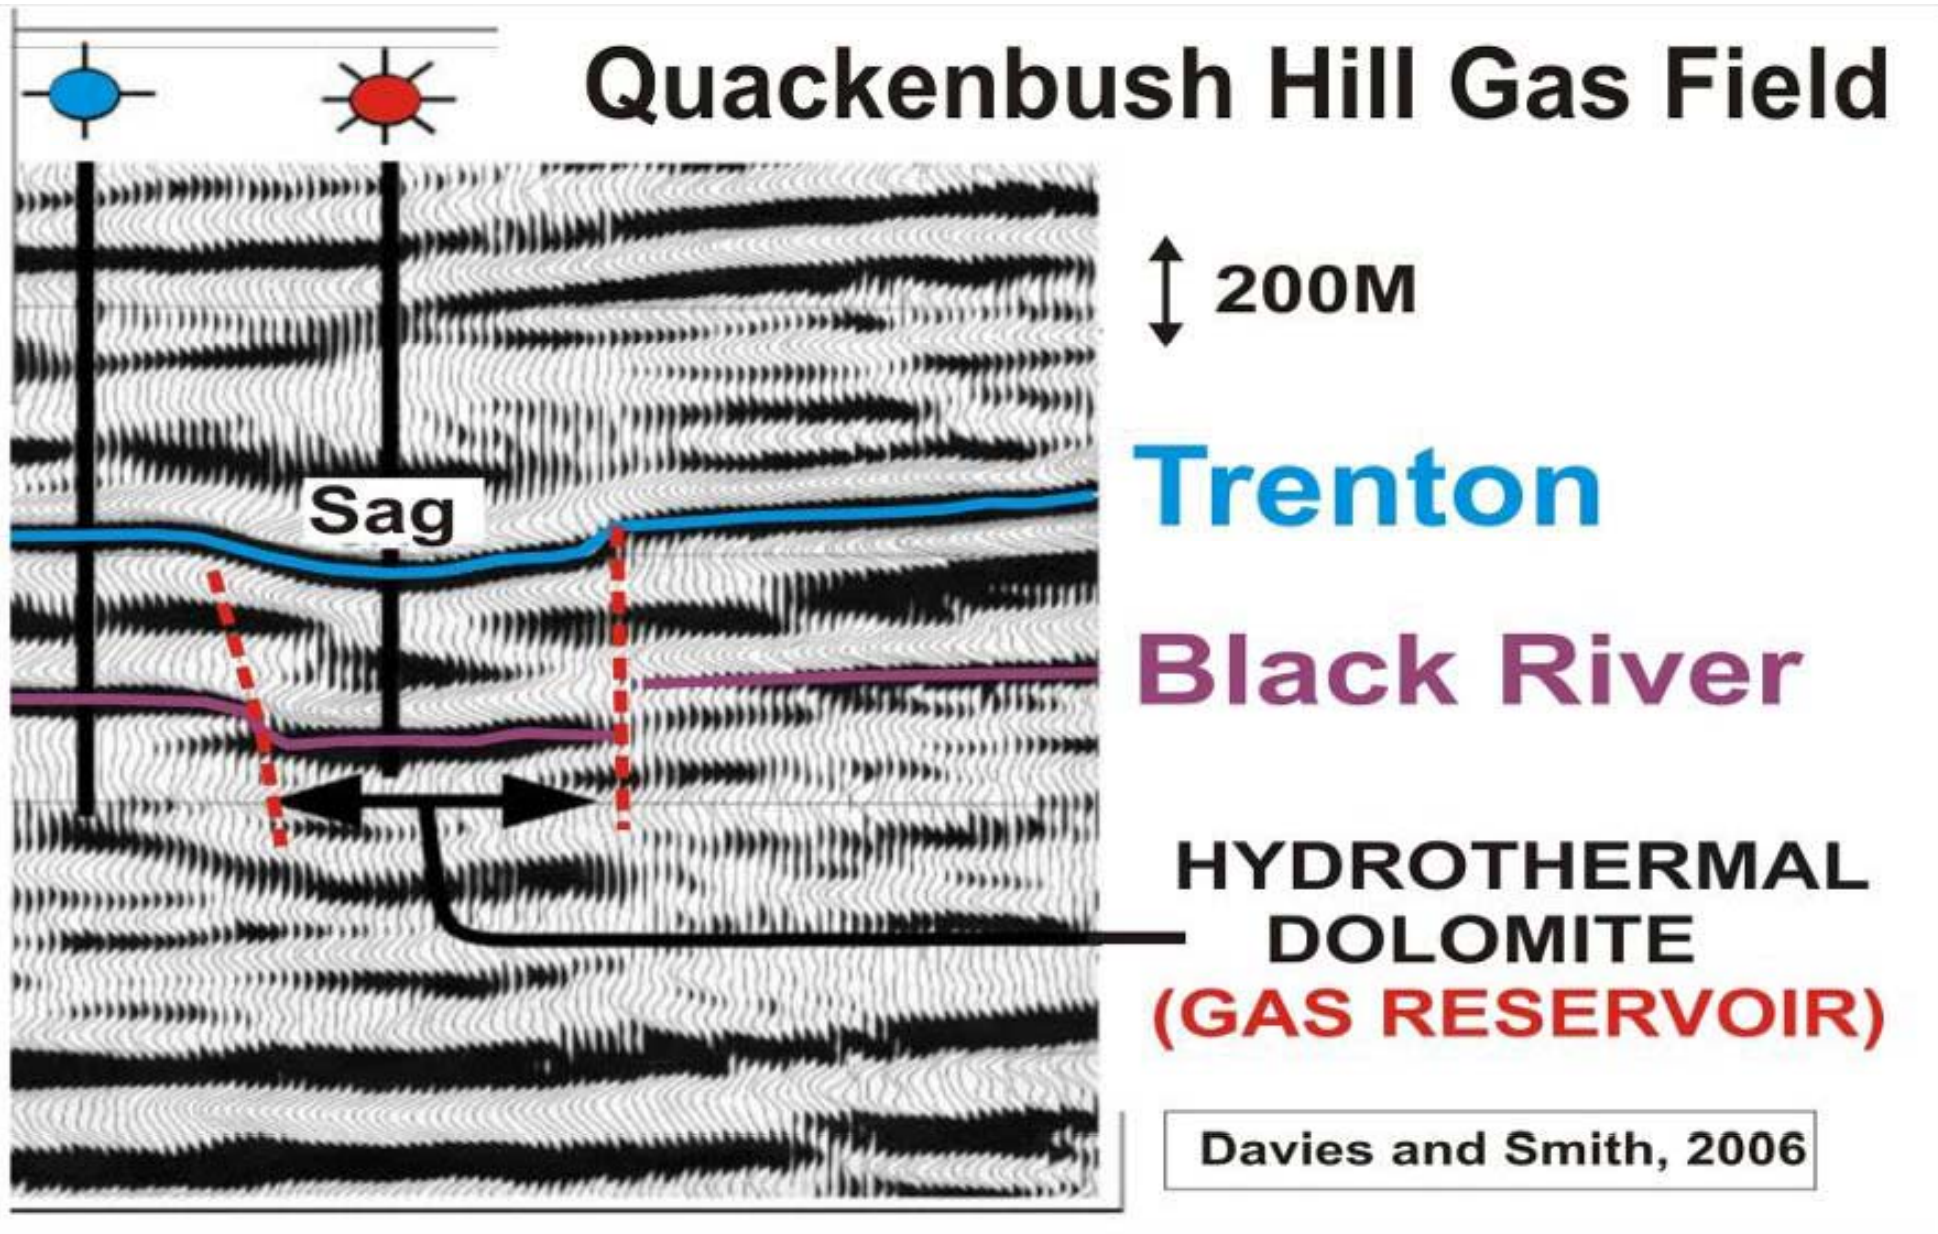 Quackenbush Hill Gas Field
200M
Sag
Trenton
Black River
HYDROTHERMAL
DOLOMITE
(GAS RESERVOIR)
Davies and Smith, 2006